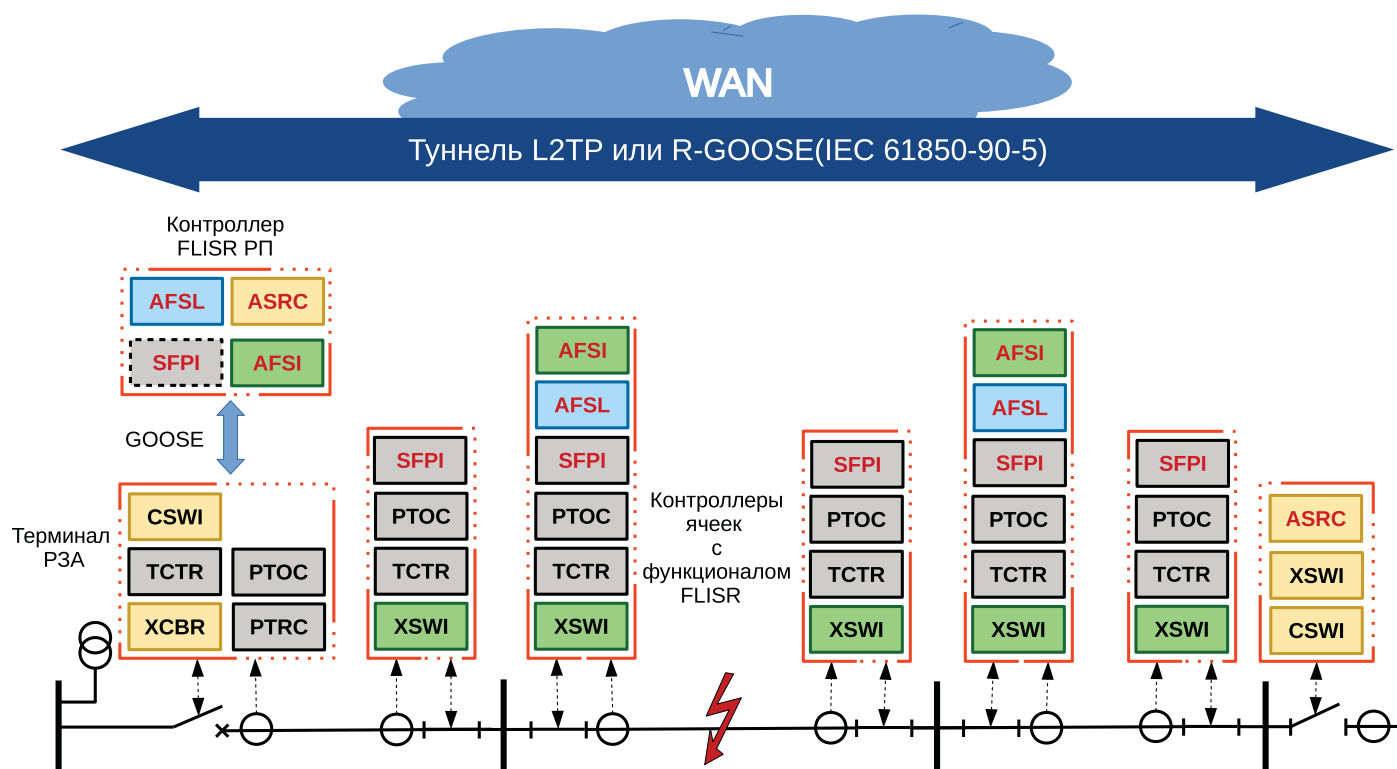 WAN
Туннель L2TP или R-GOOSE(IEC 61850-90-5)
Контроллер
FLISR РП
AFSL
ASRC
SFPI
AFSI
GOOSE
Терминал
РЗА
CSWI
TCTR
PTOC
XCBR
PTRC
SFPI
PTOC
TCTR
XSWI
AFSI
AFSL
SFPI
PTOC
TCTR
XSWI
Контроллеры
ячеек
с
функционалом
FLISR
SFPI
PTOC
TCTR
XSWI
AFSI
AFSL
SFPI
PTOC
TCTR
XSWI
SFPI
PTOC
TCTR
XSWI
ASRC
XSWI
CSWI